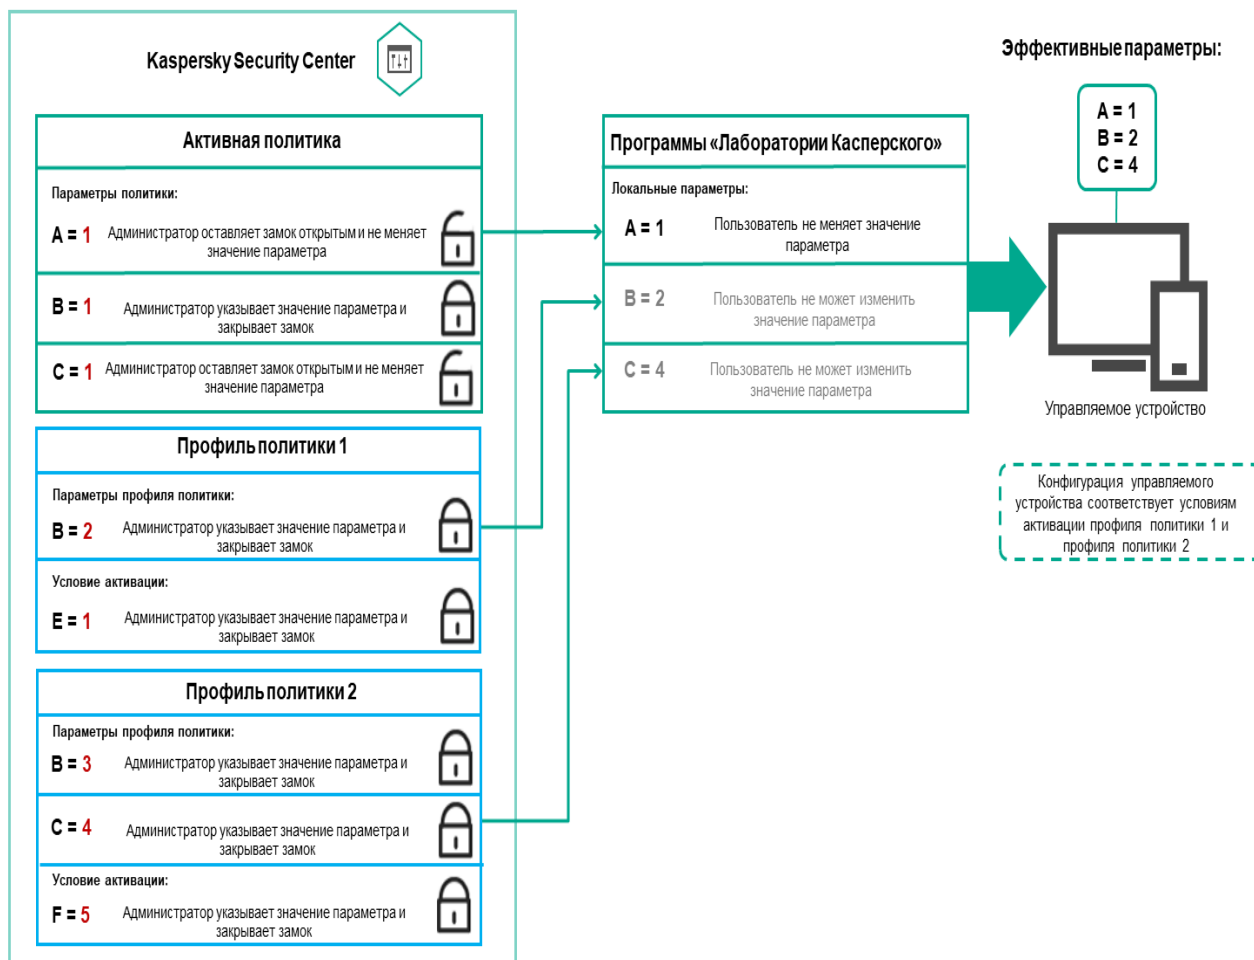 Kaspersky Security Center
Активная политика
Параметры политики:
A = 1
Администратор оставляет замок открытым и не меняет
значение параметра
B = 1
Администратор указывает значение параметра и
закрывает замок
C = 1
Администратор оставляет замок открытым и не меняет
значение параметра
Профиль политики 1
Параметры профиля политики:
B = 2
Администратор указывает значение параметра и
закрывает замок
Условие активации:
E = 1
Администратор указывает значение параметра и
закрывает замок
Профиль политики 2
Параметры профиля политики:
B = 3
Администратор указывает значение параметра и
закрывает замок
C = 4
Администратор указывает значение параметра и
закрывает замок
Условие активации:
F = 5
Администратор указывает значение параметра и
закрывает замок
Программы «Лаборатории Касперского»
Локальные параметры:
A = 1
Пользователь не меняет значение
параметра
B = 2
Пользователь не может изменить
значение параметра
C = 4
Пользователь не может изменить
значение параметра
Эффективные параметры:
A = 1
B = 2
C = 4
Управляемое устройство
Конфигурация управляемого
устройства соответствует условиям
активации профиля политики 1 и
профиля политики 2